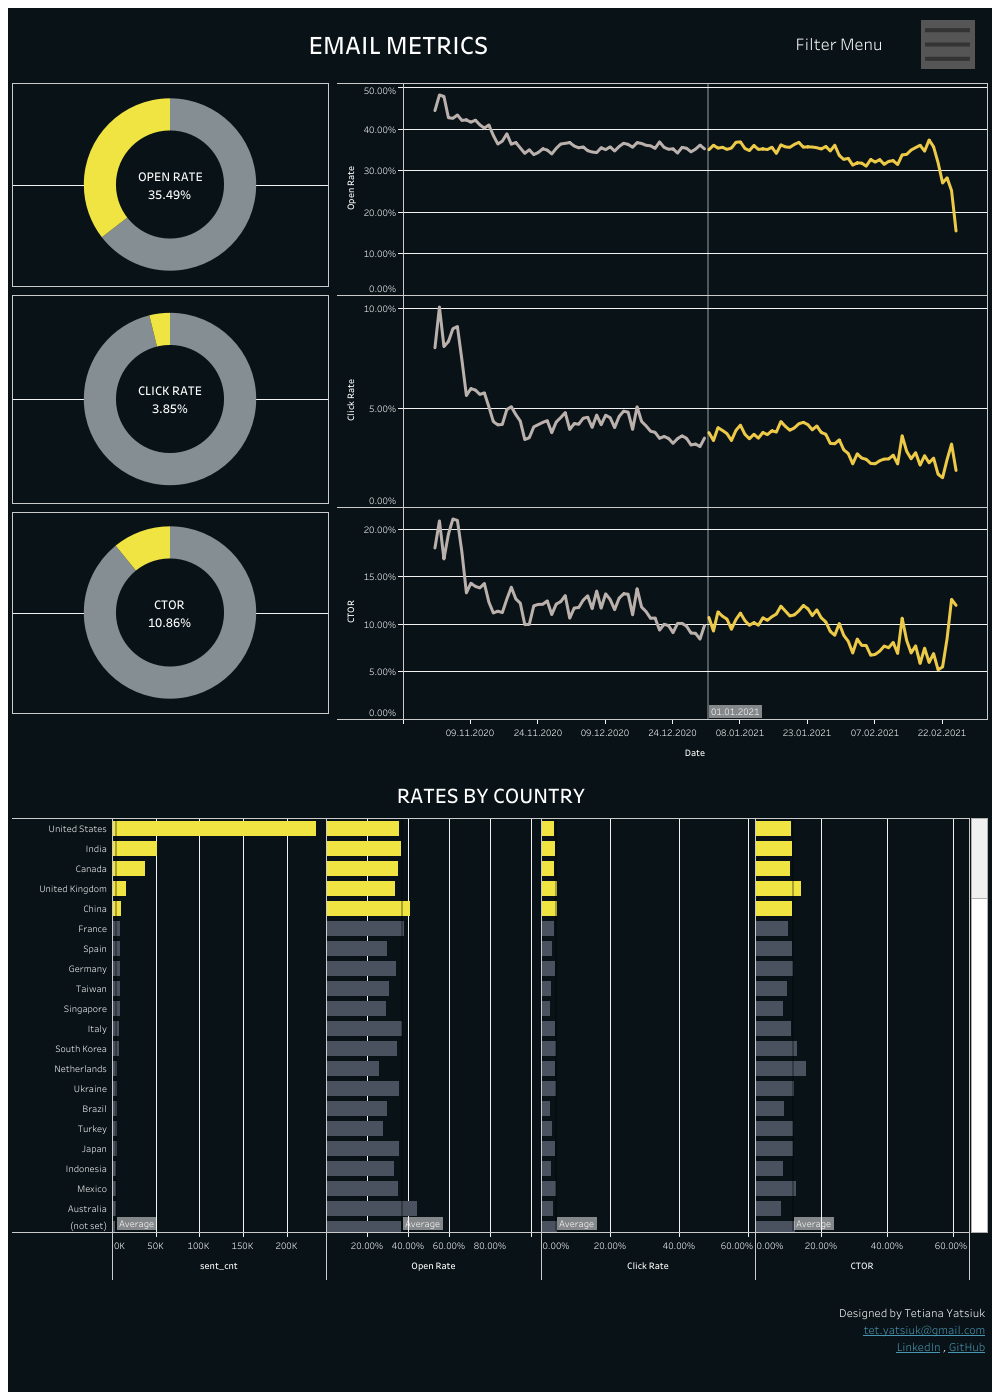 EMAIL METRICS
Filter Menu
OPEN RATE
35.49%
Open Rate
50.00%
40.00%
30.00%
20.00%
10.00%
0.00%
CLICK RATE
3.85%
Click Rate
10.00%
5.00%
0.00%
CTOR
10.86%
CTOR
20.00%
15.00%
10.00%
5.00%
0.00%
01.01.2021
09.11.2020 24.11.2020 09.12.2020 24.12.2020 08.01.2021 23.01.2021 07.02.2021 22.02.2021
Date
RATES BY COUNTRY
United States
India
Canada
United Kingdom
China
France
Spain
Germany
Taiwan
Singapore
Italy
South Korea
Netherlands
Ukraine
Brazil
Turkey
Japan
Indonesia
Mexico
Australia
(not set)
Average Average Average Average
0K 50K 100K 150K 200K 20.00% 40.00% 60.00% 80.00% 0.00% 20.00% 40.00% 60.00% 0.00% 20.00% 40.00% 60.00%
sent_cnt Open Rate Click Rate CTOR
Designed by Tetiana Yatsiuk
tet.yatsiuk@gmail.com
LinkedIn , GitHub